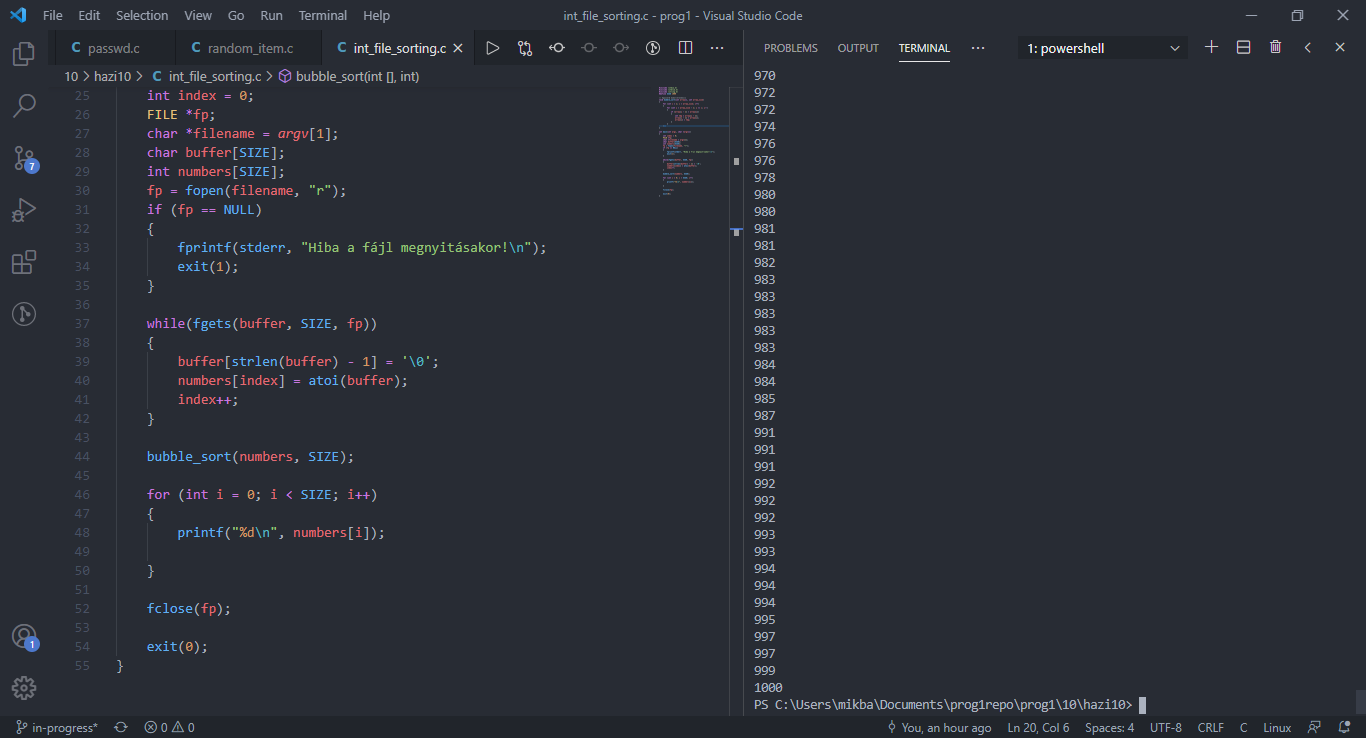 File Edit Selection View Go Run Terminal Help int_file_sorting.c - prog1 - Visual Studio Code
C passwd.c C random_item.c C int_file_sorting.c
10 > hazi10 > C int_file_sorting.c > bubble_sort(int [], int)
25 int index = 0;
26 FILE *fp;
27 char *filename = argv[1];
28 char buffer[SIZE];
29 int numbers[SIZE];
30 fp = fopen(filename, "r");
31 if (fp == NULL)
32 {
33 fprintf(stderr, "Hiba a fájl megnyitásakor!\n");
34 exit(1);
35 }
36
37 while(fgets(buffer, SIZE, fp))
38 {
39 buffer[strlen(buffer) - 1] = '\0';
40 numbers[index] = atoi(buffer);
41 index++;
42 }
43
44 bubble_sort(numbers, SIZE);
45
46 for (int i = 0; i < SIZE; i++)
47 {
48 printf("%d\n", numbers[i]);
49
50 }
51
52 fclose(fp);
53
54 exit(0);
55 }
7
1
PROBLEMS OUTPUT TERMINAL ··· 1: powershell
970
972
972
974
976
976
978
980
980
981
981
982
983
983
983
983
983
984
984
985
987
991
991
991
992
992
992
993
993
994
994
994
995
997
997
999
1000
PS C:\Users\mikba\Documents\prog1repo\prog1\10\hazi10>
in-progress* 0 0 You, an hour ago Ln 20, Col 6 Spaces: 4 UTF-8 CRLF C Linux